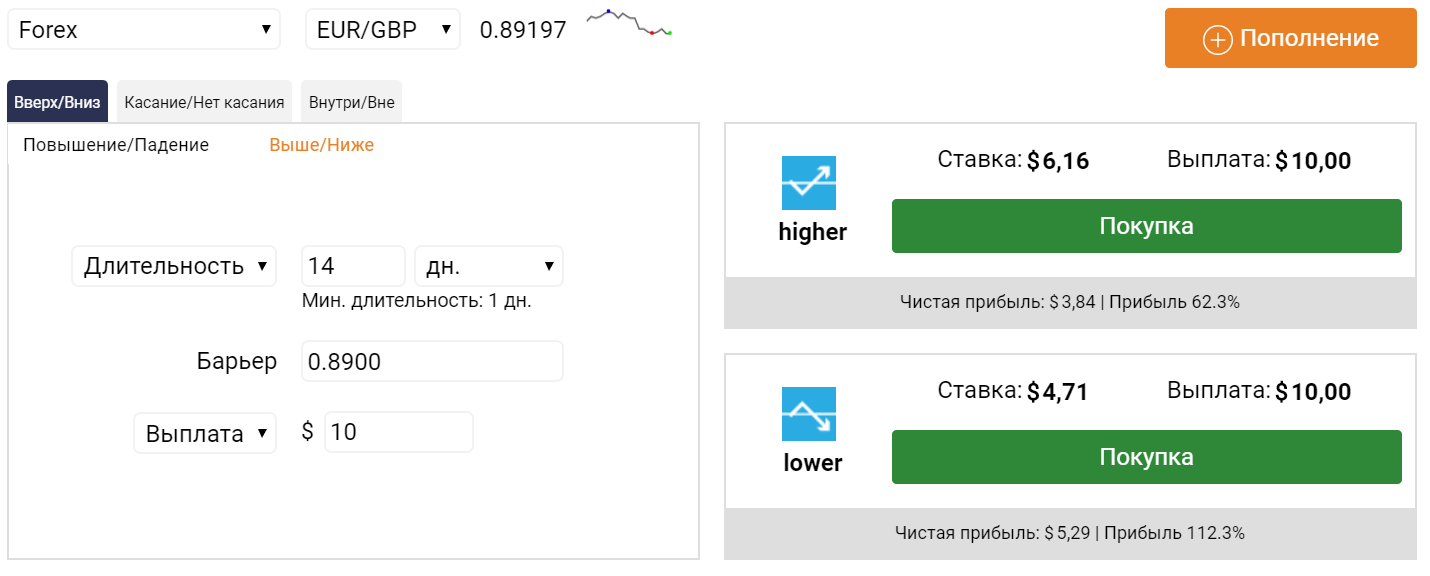 Forex ▼ EUR/GBP ▼ 0.89197
Пополнение
Вверх/Вниз Касание/Нет касания Внутри/Вне
Повышение/Падение Выше/Ниже
Длительность ▼ 14 дн. ▼
Мин. длительность: 1 дн.
Барьер 0.8900
Выплата ▼ $ 10
Ставка: $ 6,16 Выплата: $ 10,00
Покупка
higher
Чистая прибыль: $ 3,84 | Прибыль 62.3%
Ставка: $ 4,71 Выплата: $ 10,00
Покупка
lower
Чистая прибыль: $ 5,29 | Прибыль 112.3%